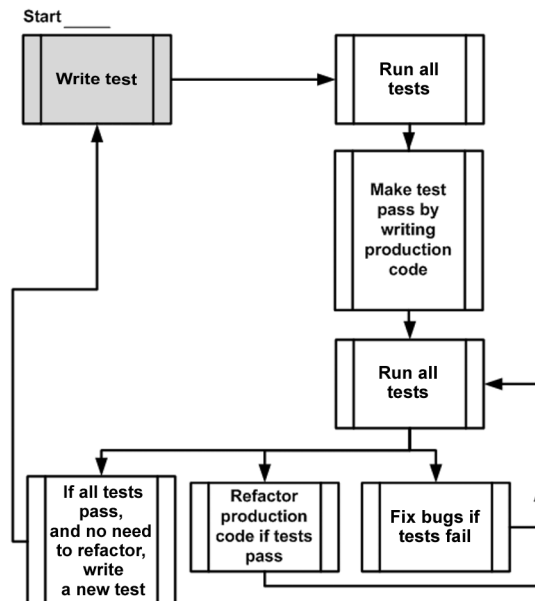 Start
Write test
Run all
tests
Make test
pass by
writing
production
code
Run all
tests
If all tests
pass,
and no need
to refactor,
write
a new test
Refactor
production
code if tests
pass
Fix bugs if
tests fail